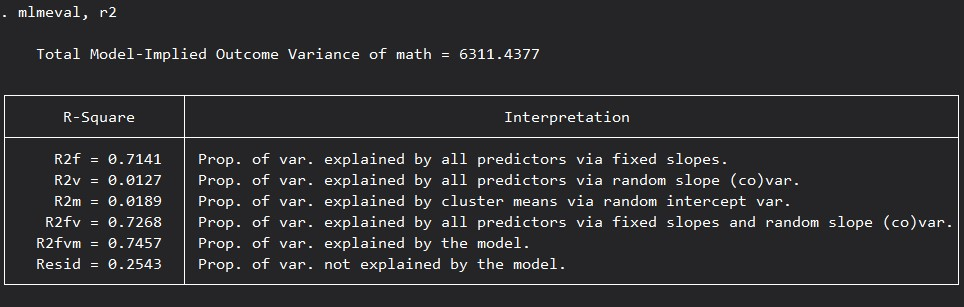 . mlmeval, r2
Total Model-Implied Outcome Variance of math = 6311.4377
R-Square Interpretation
R2f = 0.7141 Prop. of var. explained by all predictors via fixed slopes.
R2v = 0.0127 Prop. of var. explained by all predictors via random slope (co)var.
R2m = 0.0189 Prop. of var. explained by cluster means via random intercept var.
R2fv = 0.7268 Prop. of var. explained by all predictors via fixed slopes and random slope (co)var.
R2fvm = 0.7457 Prop. of var. explained by the model.
Resid = 0.2543 Prop. of var. not explained by the model.